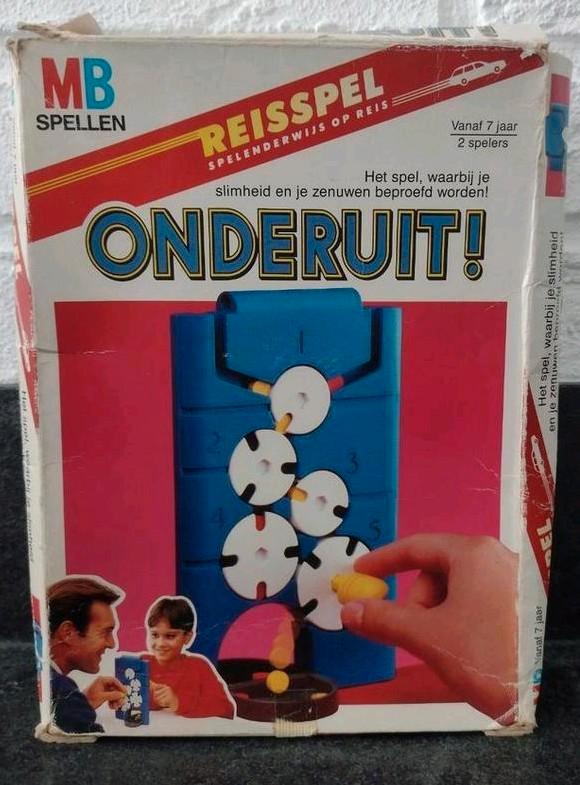 MB
SPELLEN
REISSPEL
SPELENDERWIJS OP REIS
Vanaf 7 jaar
2 spelers
Het spel, waarbij je
slimheid en je zenuwen beproefd worden!
ONDERUIT!
1
2
3
4
5
Het spel, waarbij je slimheid
en je zenuwen beproefd worden!
Vanaf 7 jaar